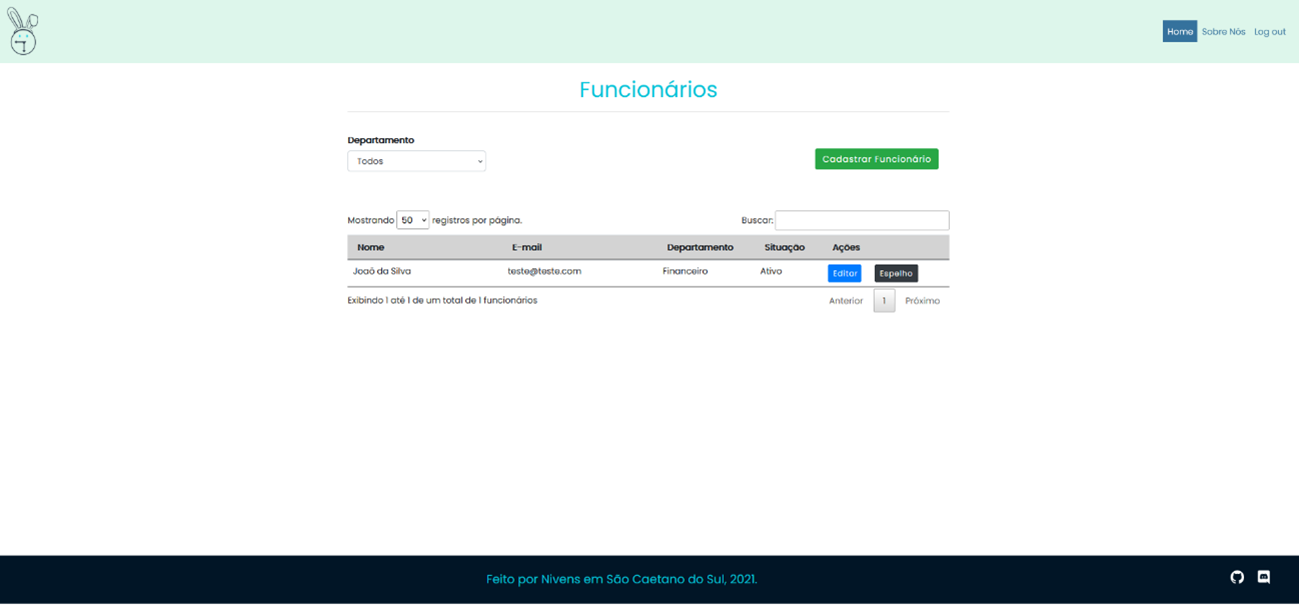 Home Sobre Nós Log out
Funcionários
Departamento
Todos
Cadastrar Funcionário
Mostrando 50 registros por página.
Buscar:
Nome E-mail Departamento Situação Ações
Joaõ da Silva teste@teste.com Financeiro Ativo Editar Espelho
Exibindo 1 até 1 de um total de 1 funcionários
Anterior 1 Próximo
Feito por Nivens em São Caetano do Sul, 2021.